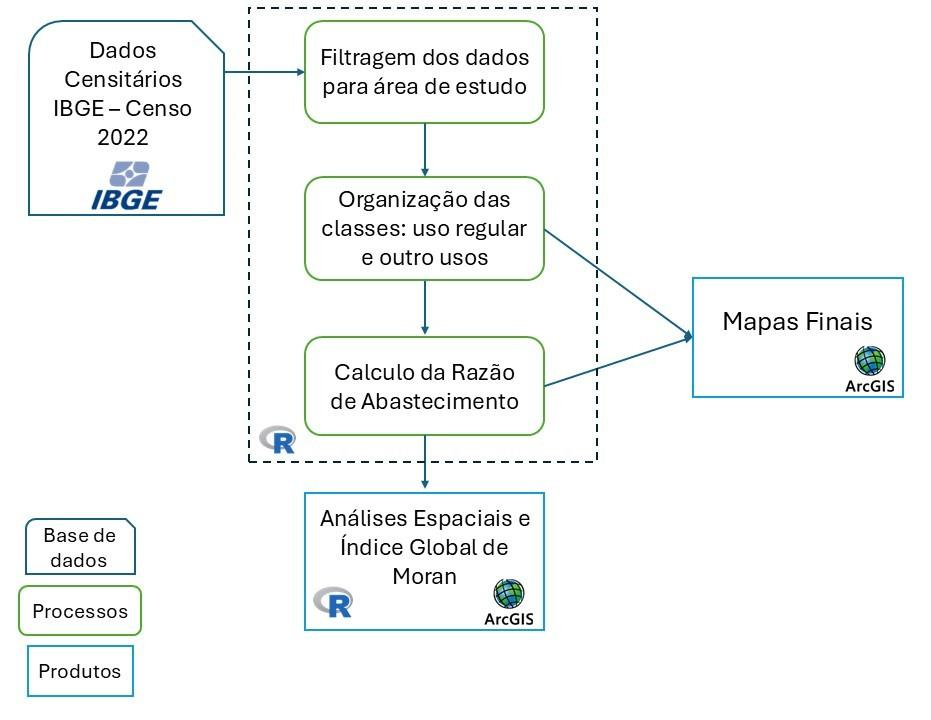 Dados
Censitários
IBGE – Censo
2022
IBGE
Filtragem dos dados
para área de estudo
Organização das
classes: uso regular
e outro usos
Calculo da Razão
de Abastecimento
R
Mapas Finais
ArcGIS
Análises Espaciais e
Índice Global de
Moran
R
ArcGIS
Base de
dados
Processos
Produtos